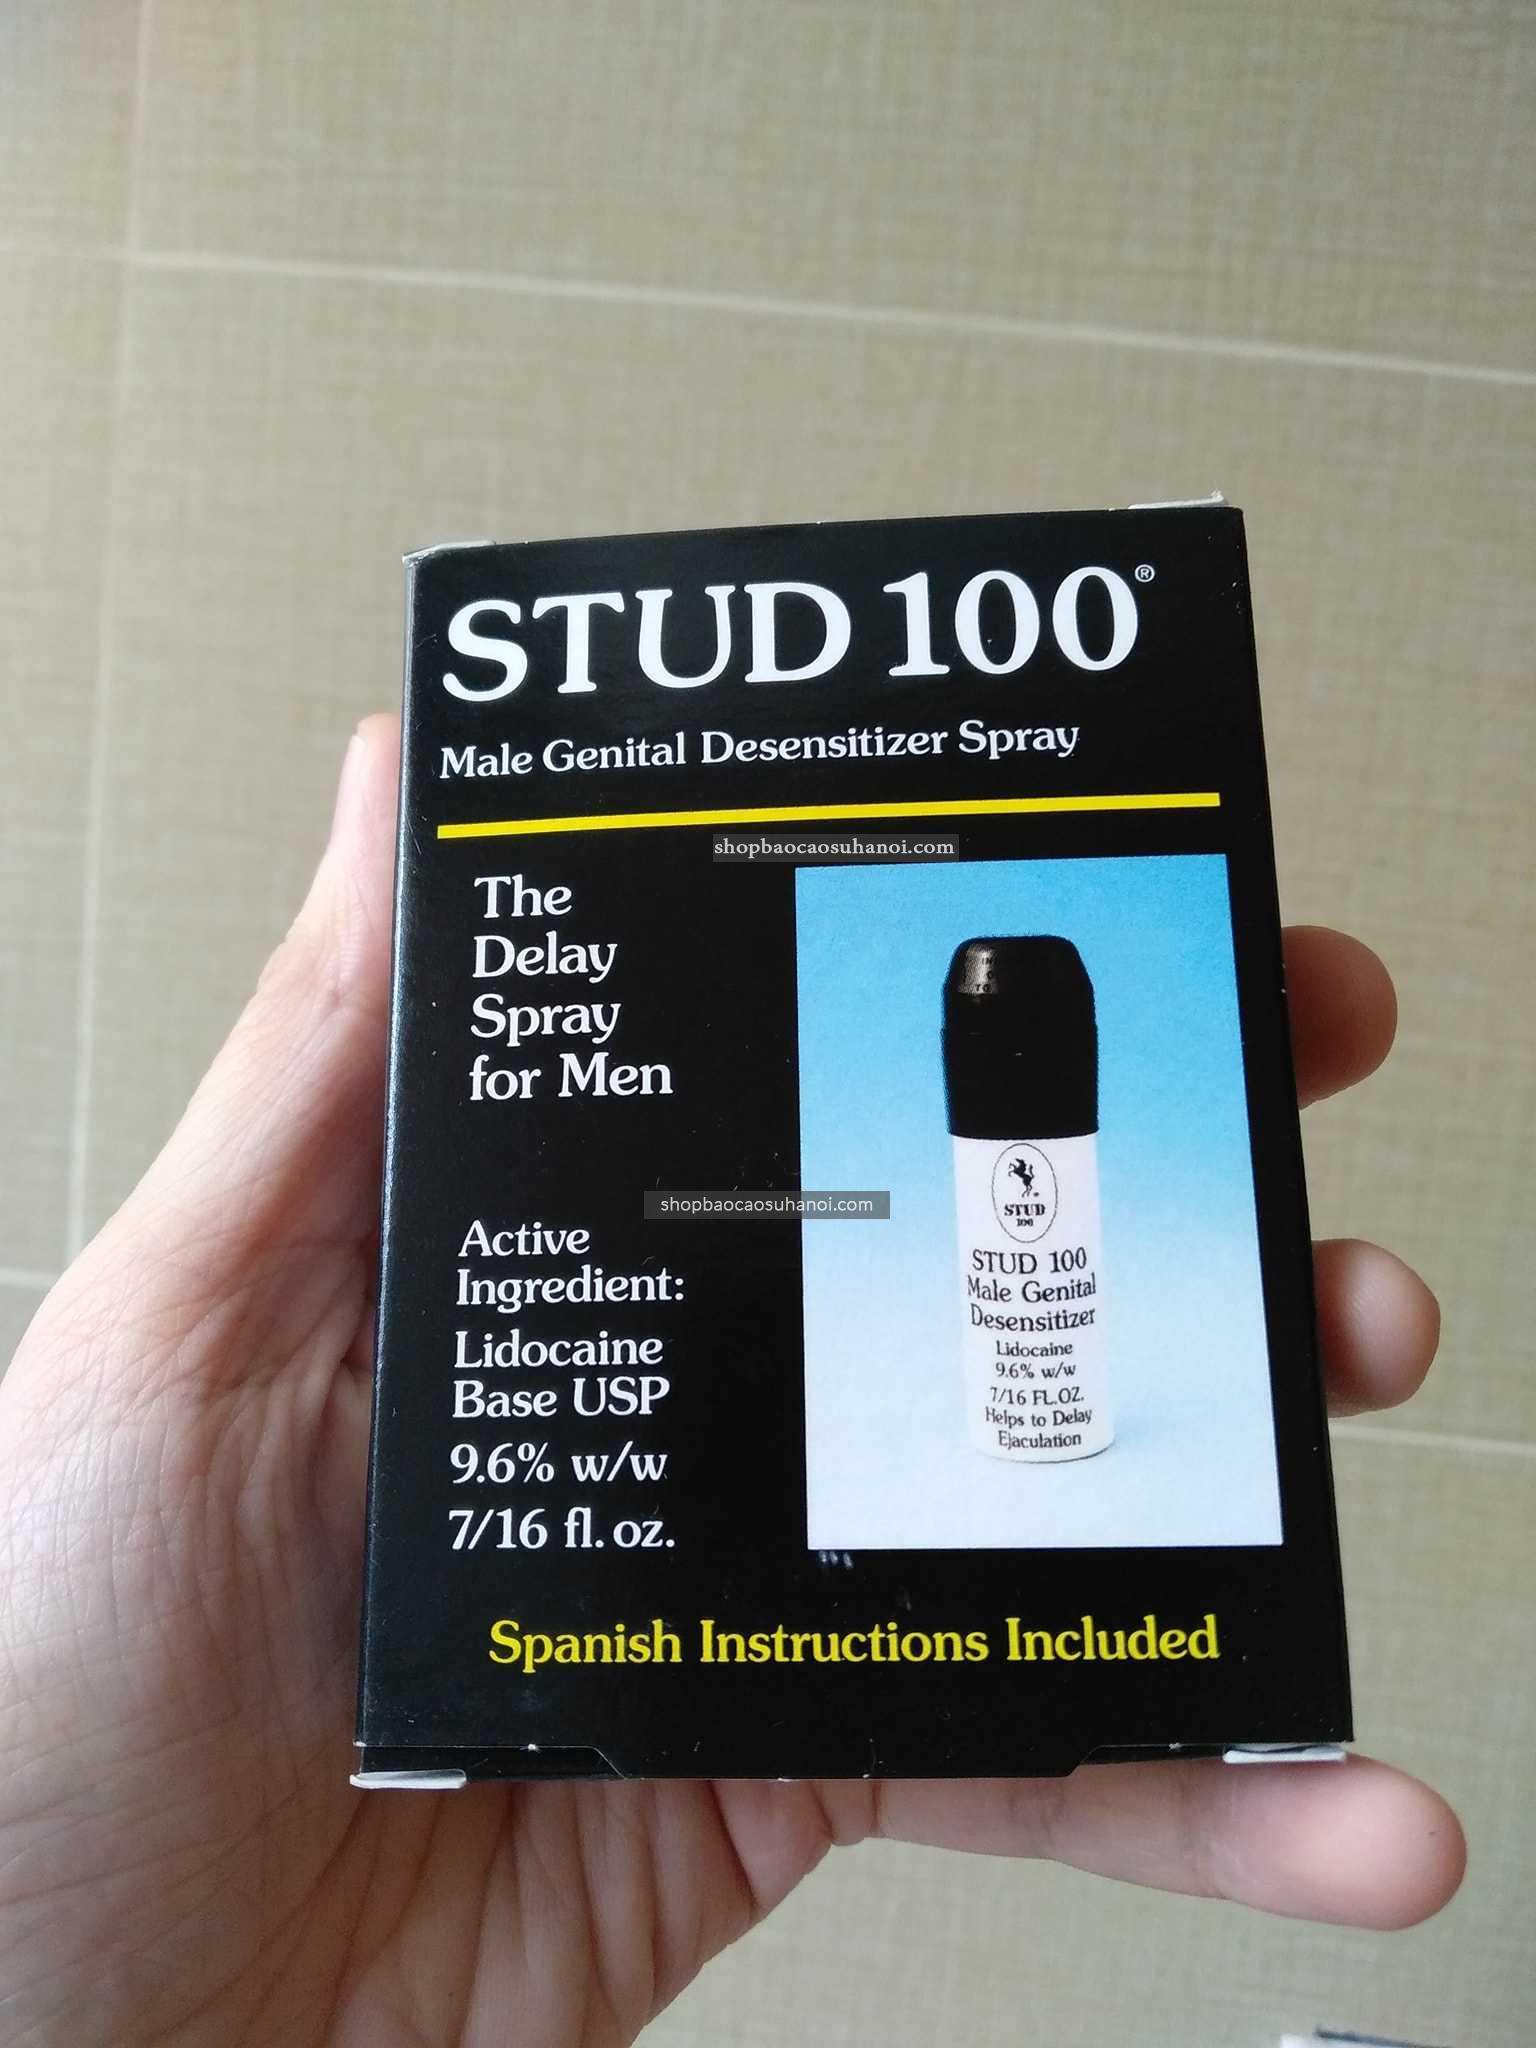 STUD 100®
Male Genital Desensitizer Spray
shopbaocaosuhanoi.com
The
Delay
Spray
for Men
shopbaocaosuhanoi.com
Active
Ingredient:
Lidocaine
Base USP
9.6% w/w
7/16 fl. oz.
IN
TO
STUD
100
STUD 100
Male Genital
Desensitizer
Lidocaine
9.6% w/w
7/16 FL.OZ.
Helps to Delay
Ejaculation
Spanish Instructions Included